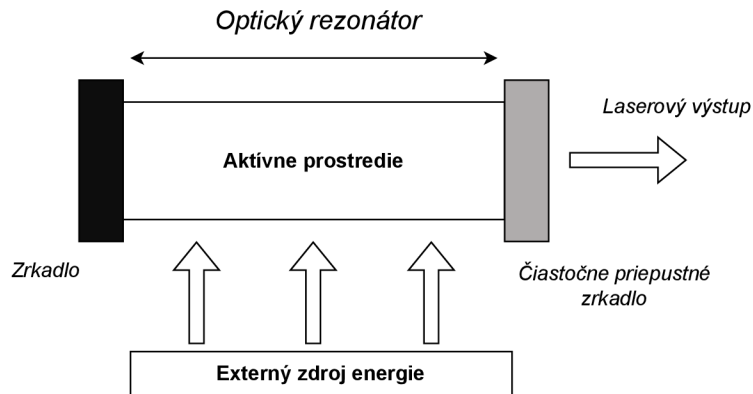 Optický rezonátor
Laserový výstup
Aktívne prostredie
Zrkadlo
Čiastočne priepustné
zrkadlo
Externý zdroj energie